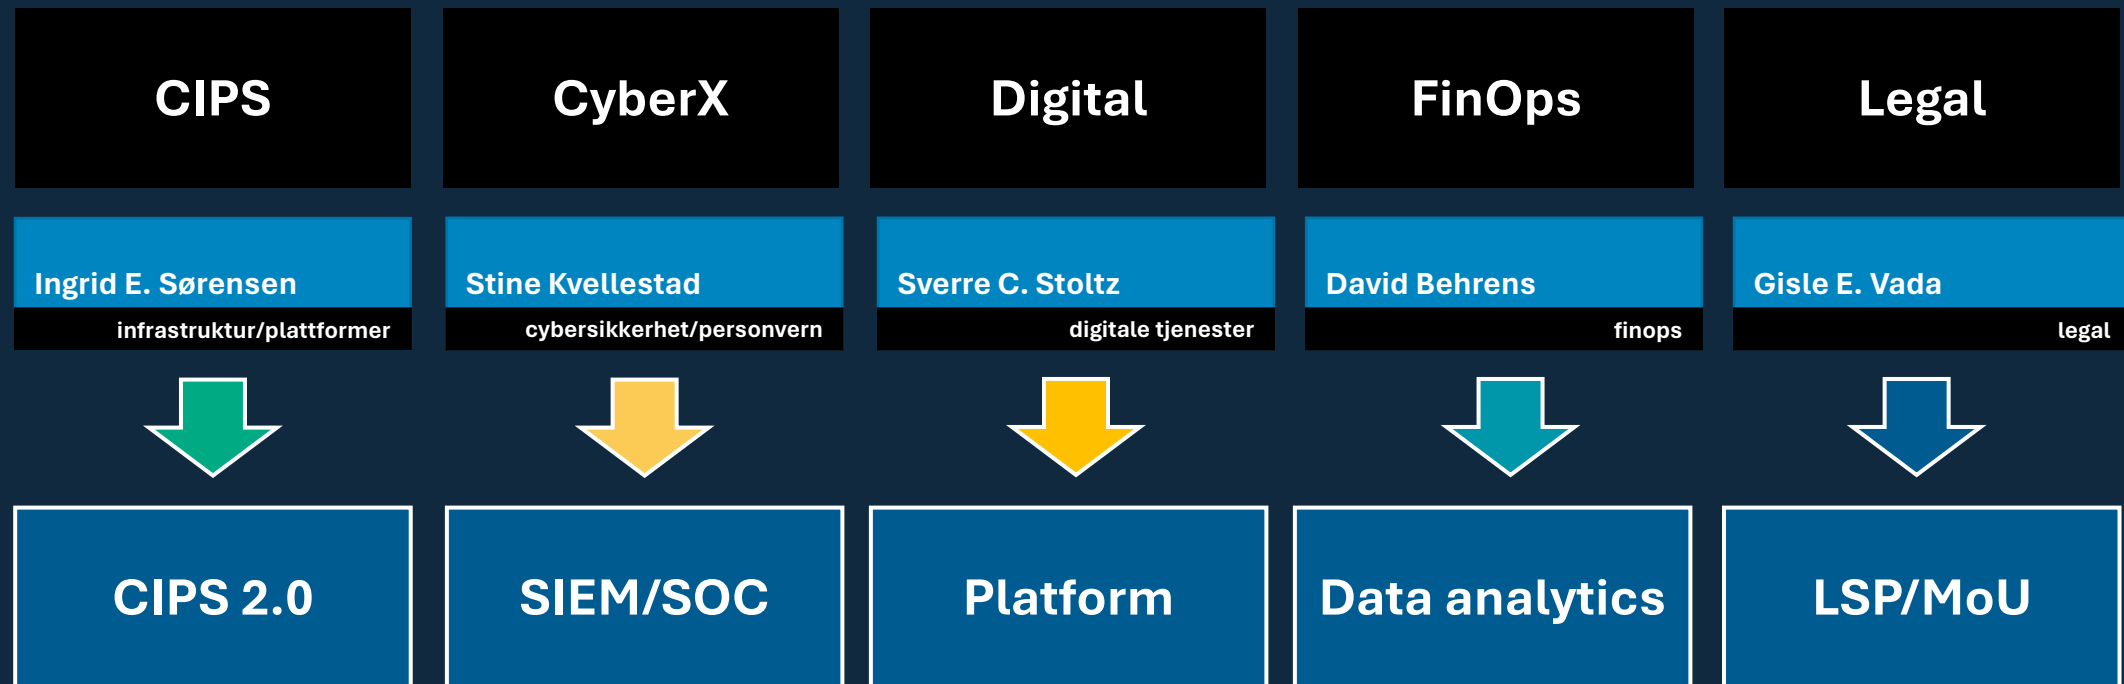 CIPS
CyberX
Digital
FinOps
Legal
Ingrid E. Sørensen
infrastruktur/plattformer
Stine Kvellestad
cybersikkerhet/personvern
Sverre C. Stoltz
digitale tjenester
David Behrens
finops
Gisle E. Vada
legal
CIPS 2.0
SIEM/SOC
Platform
Data analytics
LSP/MoU